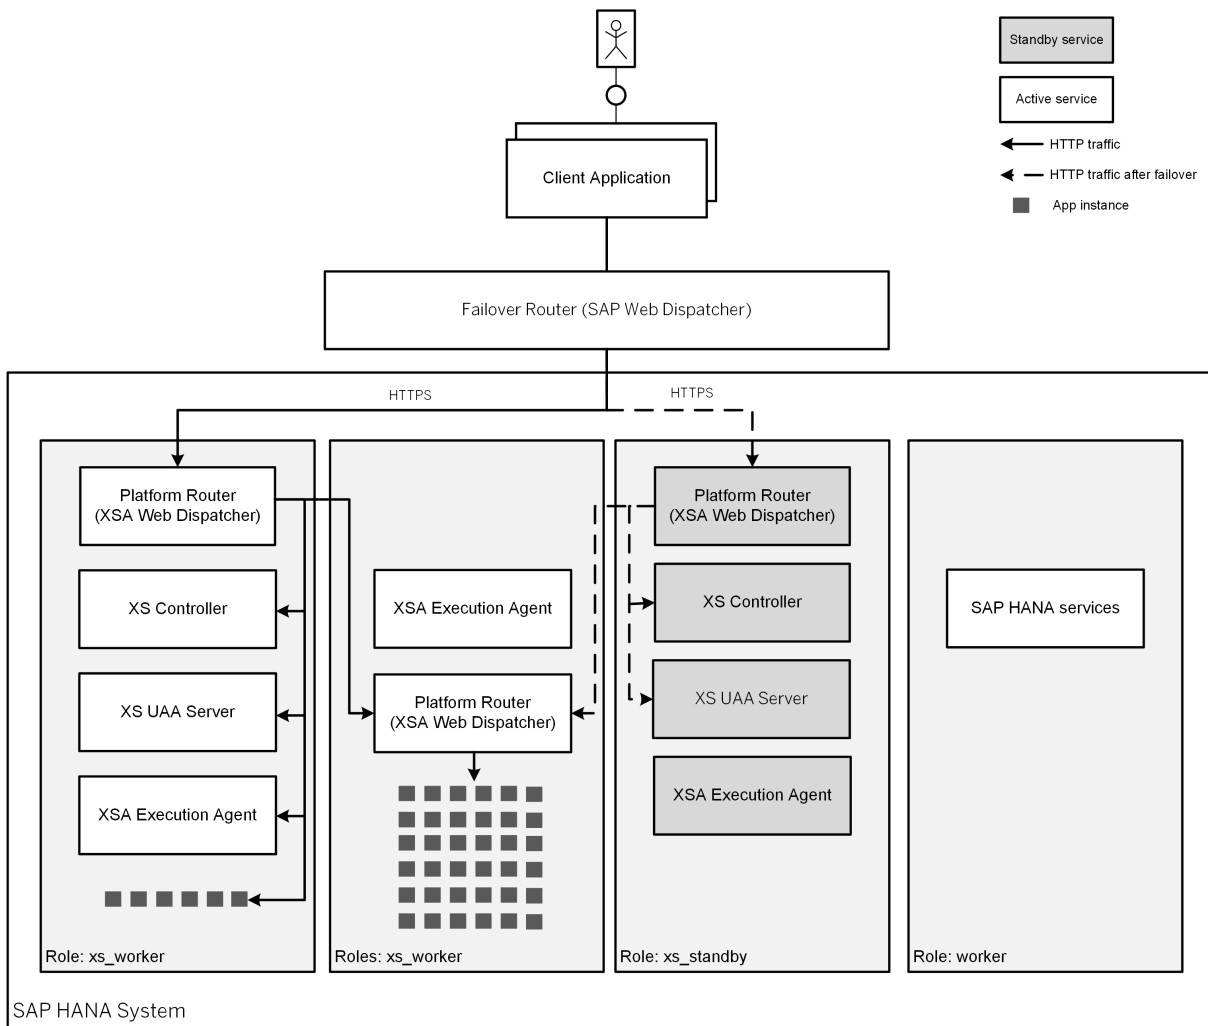 Standby service
Active service
HTTP traffic
HTTP traffic after failover
App instance
Client Application
Failover Router (SAP Web Dispatcher)
HTTPS
HTTPS
Platform Router
(XSA Web Dispatcher)
XS Controller
XS UAA Server
XSA Execution Agent
Role: xs_worker
XSA Execution Agent
Platform Router
(XSA Web Dispatcher)
Roles: xs_worker
Platform Router
(XSA Web Dispatcher)
XS Controller
XS UAA Server
XSA Execution Agent
Role: xs_standby
SAP HANA services
Role: worker
SAP HANA System